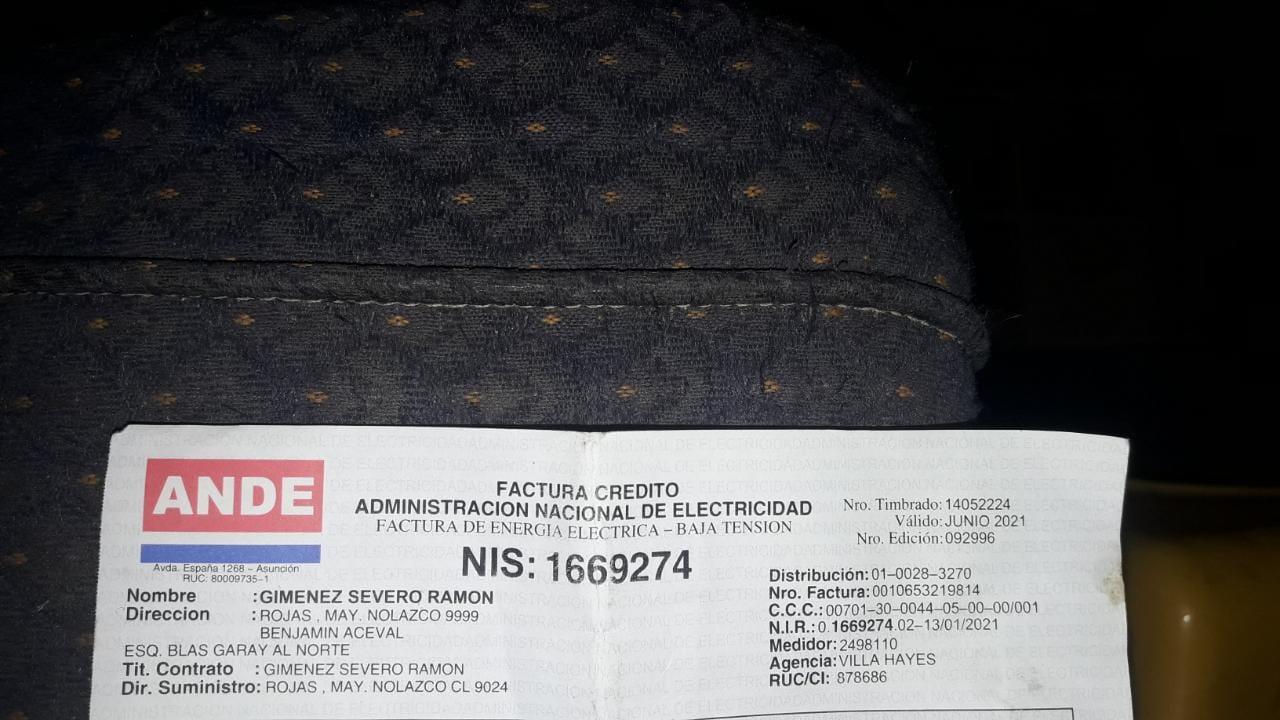 ANDE
Avda. España 1268 – Asunción
RUC: 80009735–1
FACTURA CREDITO
ADMINISTRACION NACIONAL DE ELECTRICIDAD
FACTURA DE ENERGIA ELECTRICA – BAJA TENSION
NIS: 1669274
Nro. Timbrado: 14052224
Válido: JUNIO 2021
Nro. Edición: 092996
Nombre :GIMENEZ SEVERO RAMON
Direccion : ROJAS , MAY. NOLAZCO 9999
BENJAMIN ACEVAL
ESQ. BLAS GARAY AL NORTE
Tit. Contrato : GIMENEZ SEVERO RAMON
Dir. Suministro: ROJAS , MAY. NOLAZCO CL 9024
Distribución: 01–0028–3270
Nro. Factura: 0010653219814
C.C.C.: 00701–30–0044–05–00–00/001
N.I.R.: 0.1669274.02–13/01/2021
Medidor: 2498110
Agencia: VILLA HAYES
RUC/CI: 878686